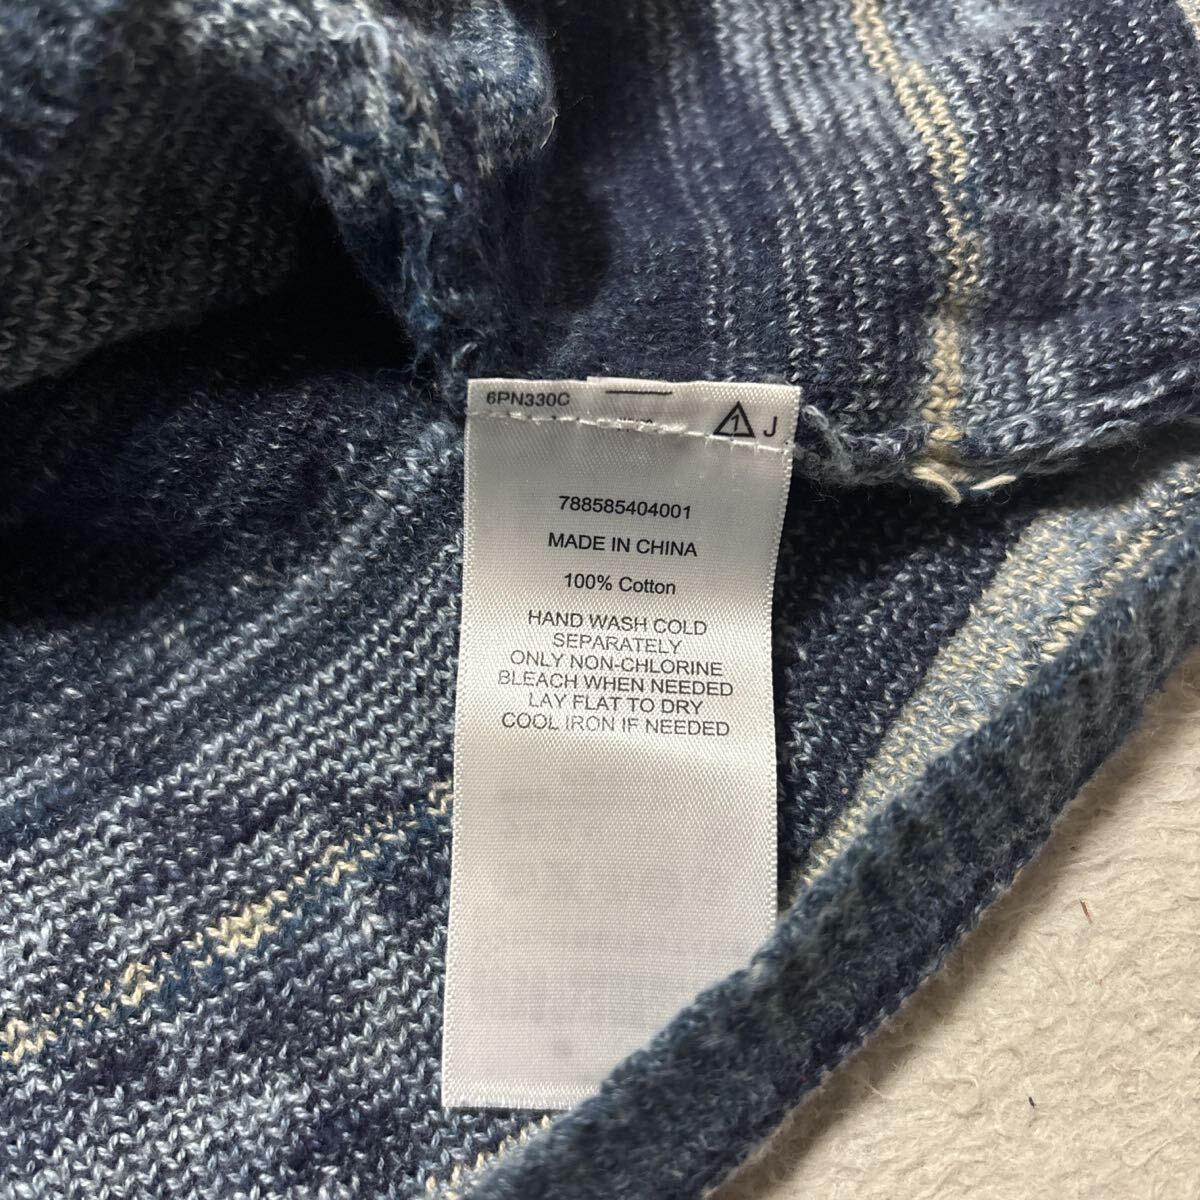 6PN330C
1 J
788585404001
MADE IN CHINA
100% Cotton
HAND WASH COLD
SEPARATELY
ONLY NON-CHLORINE
BLEACH WHEN NEEDED
LAY FLAT TO DRY
COOL IRON IF NEEDED